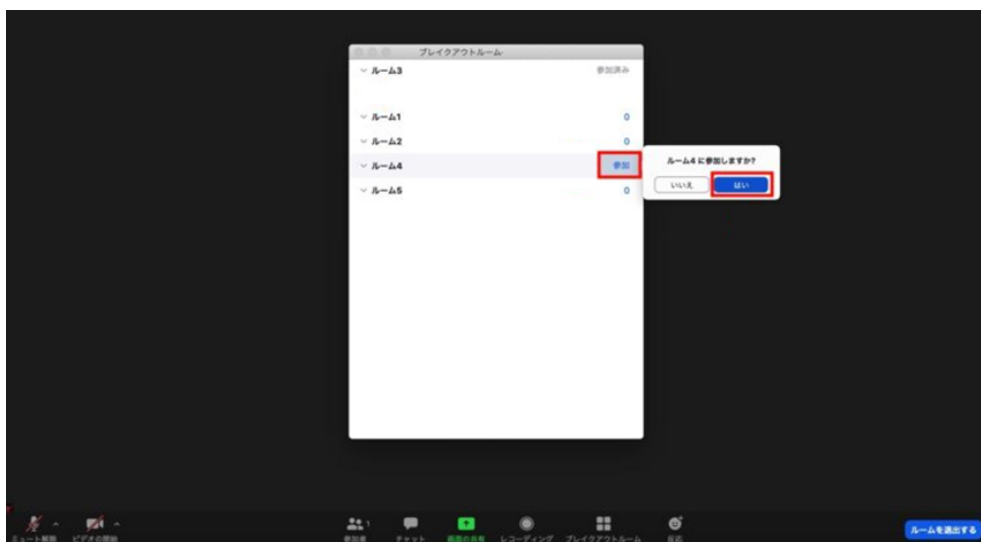 ブレイクアウトルーム
ルーム3 参加済み
ルーム1 0
ルーム2 0
ルーム4 参加
ルーム4 に参加しますか?
いいえ はい
ルーム5 0
1
ミュート解除 ビデオの開始 参加者 チャット 画面の共有 レコーディング ブレイクアウトルーム 反応
ルームを退出する